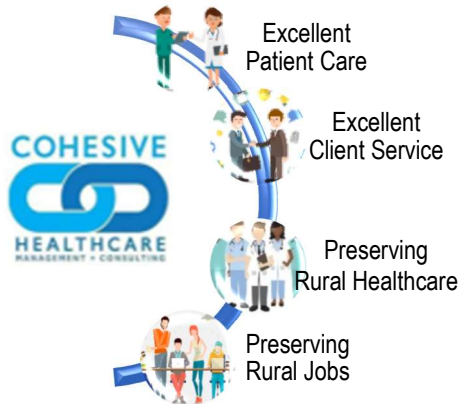 COHESIVE
HEALTHCARE
MANAGEMENT + CONSULTING
Excellent
Patient Care
Excellent
Client Service
Preserving
Rural Healthcare
Preserving
Rural Jobs